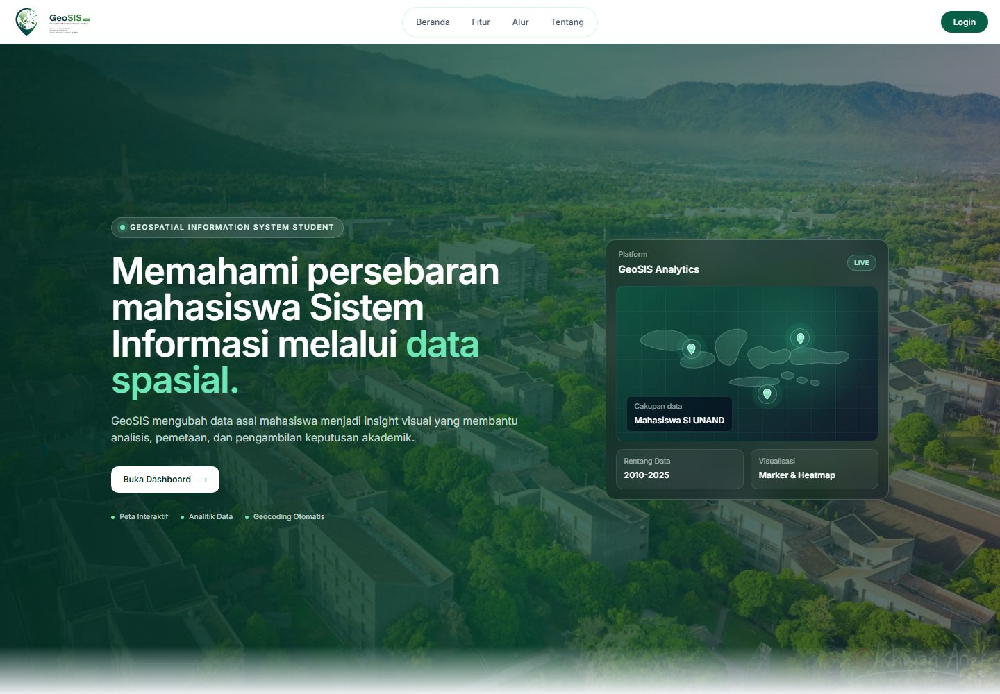 GeoSIS
Beranda
Fitur
Alur
Tentang
Login
GEOSPATIAL INFORMATION SYSTEM STUDENT
Memahami persebaran
mahasiswa Sistem
Informasi melalui data
spasial.
GeoSIS mengubah data asal mahasiswa menjadi insight visual yang membantu
analisis, pemetaan, dan pengambilan keputusan akademik.
Buka Dashboard →
Peta Interaktif
Analitik Data
Geocoding Otomatis
Platform
GeoSIS Analytics
LIVE
Cakupan data
Mahasiswa SI UNAND
Rentang Data
2010-2025
Visualisasi
Marker & Heatmap
Ikhwan Arief